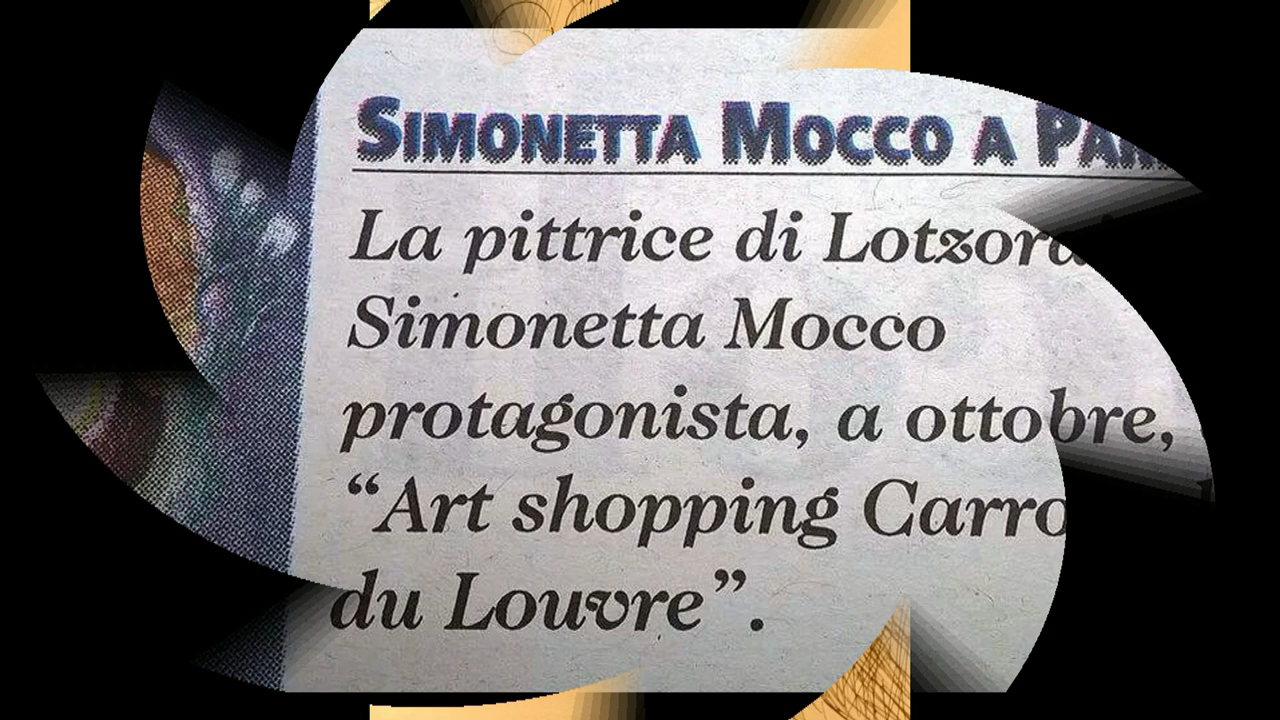 SIMONETTA MOCCO A
La pittrice di
Simonetta Mocco
protagonista, a ottobre,
“Art shopping
du Louvre”.